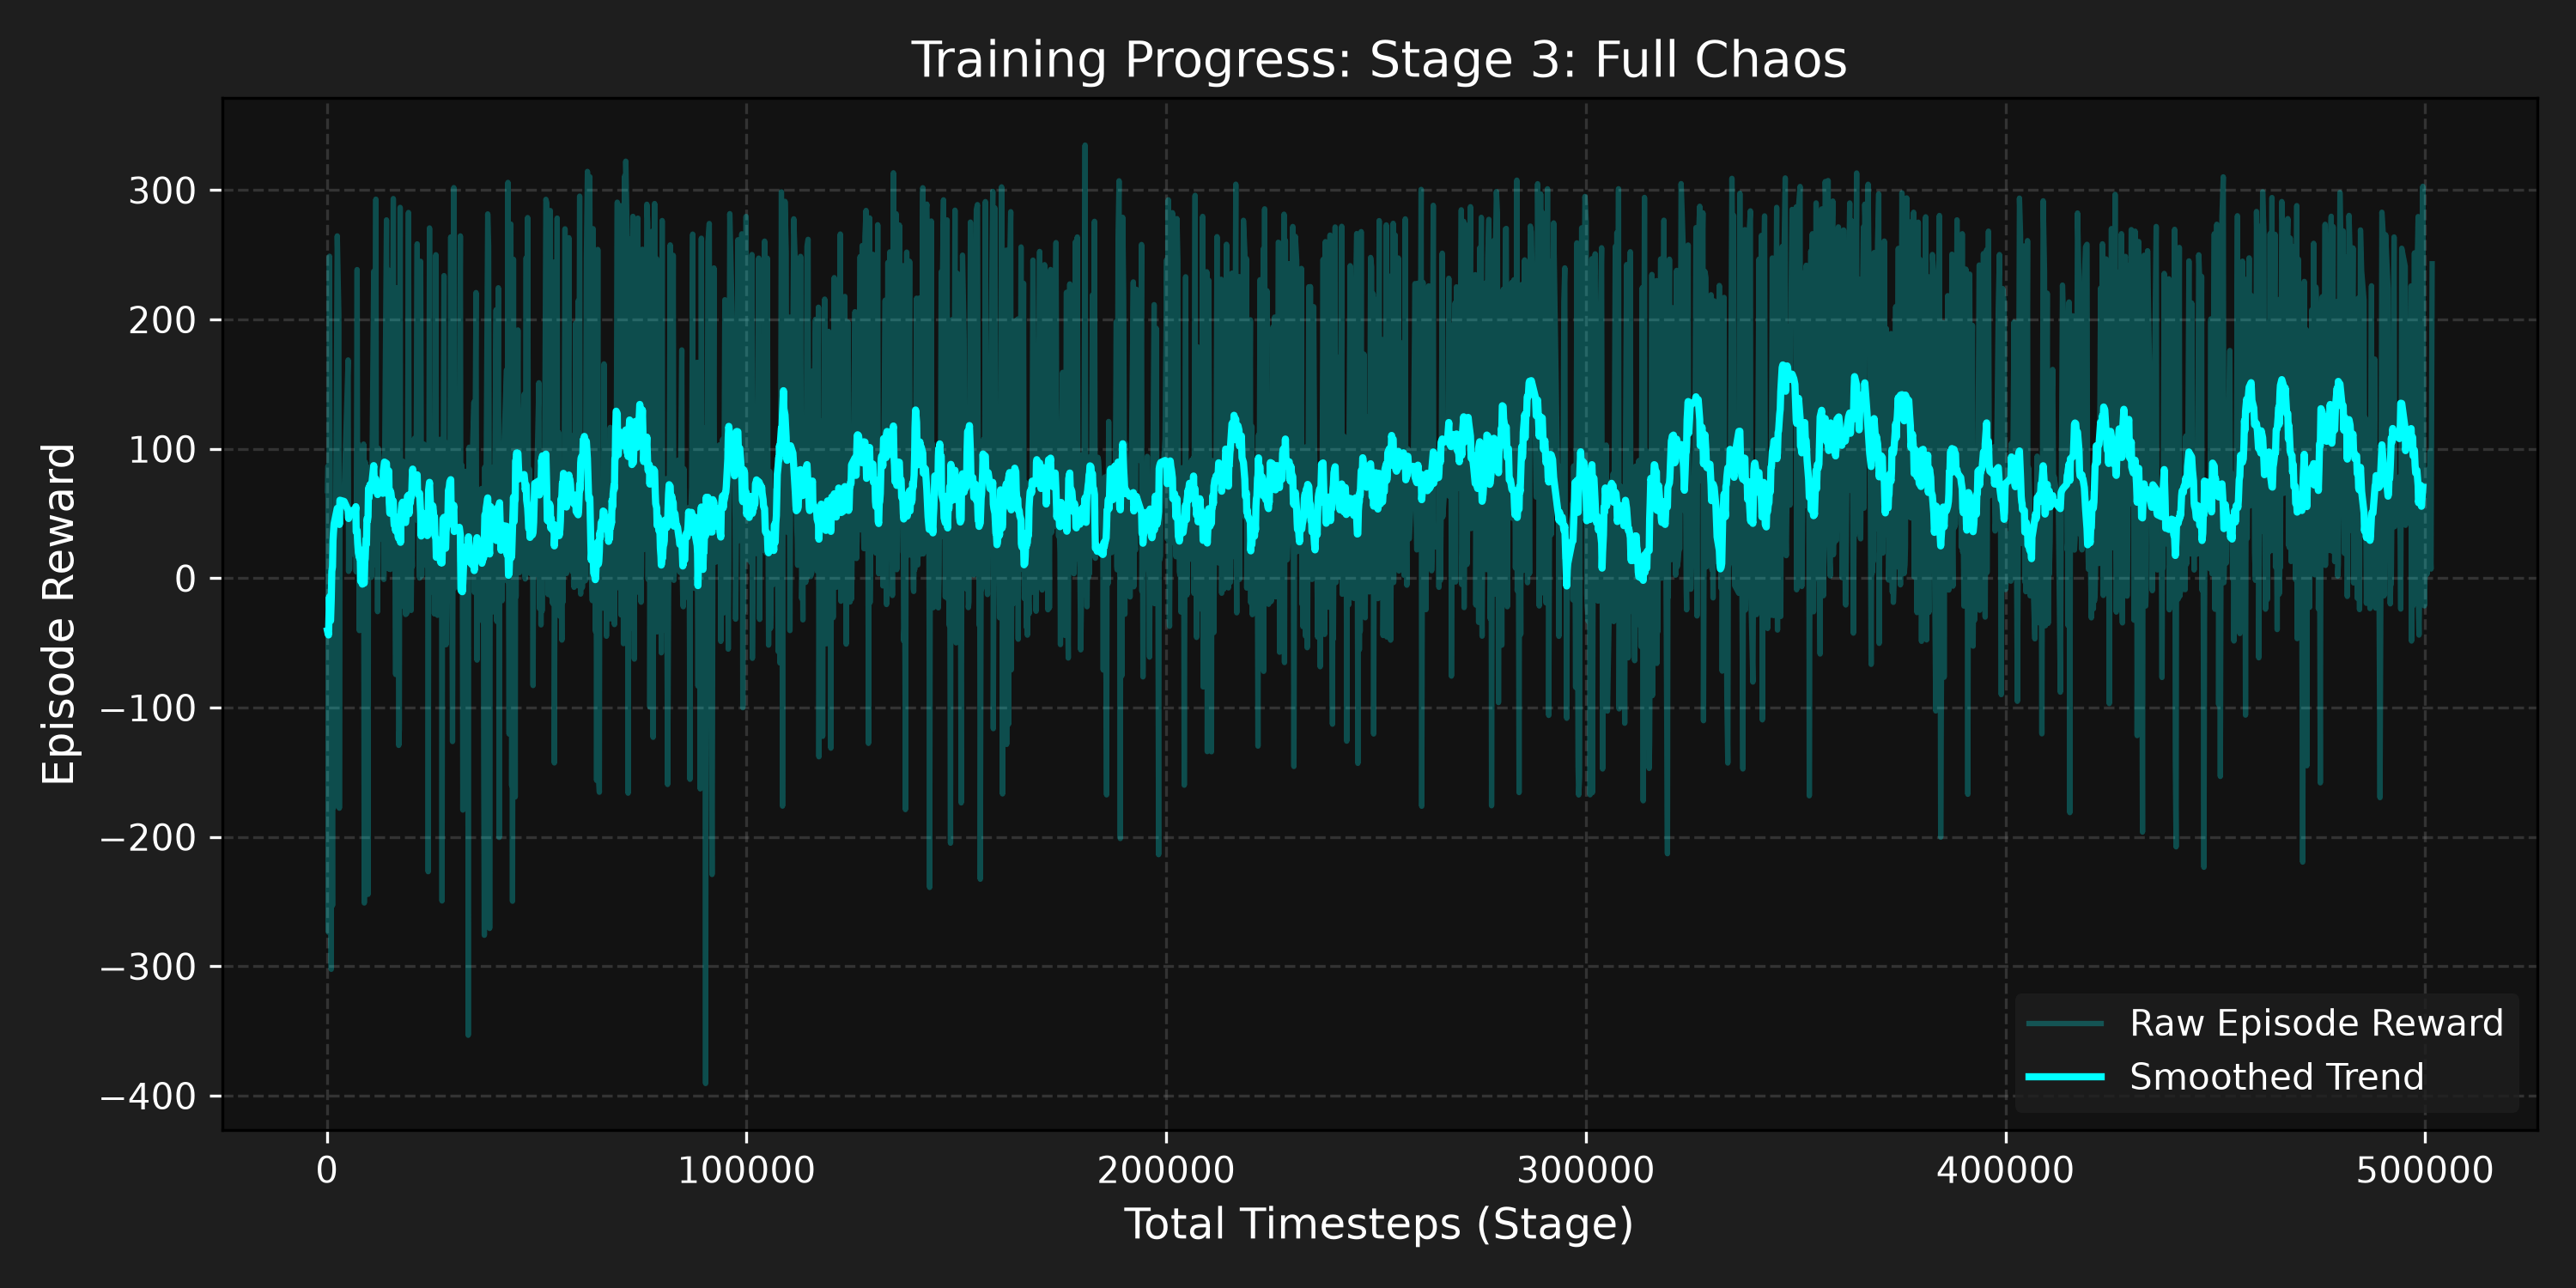 Training Progress: Stage 3: Full Chaos
Episode Reward
300
200
100
0
−100
−200
−300
−400
0
100000
200000
300000
400000
500000
Total Timesteps (Stage)
Raw Episode Reward
Smoothed Trend